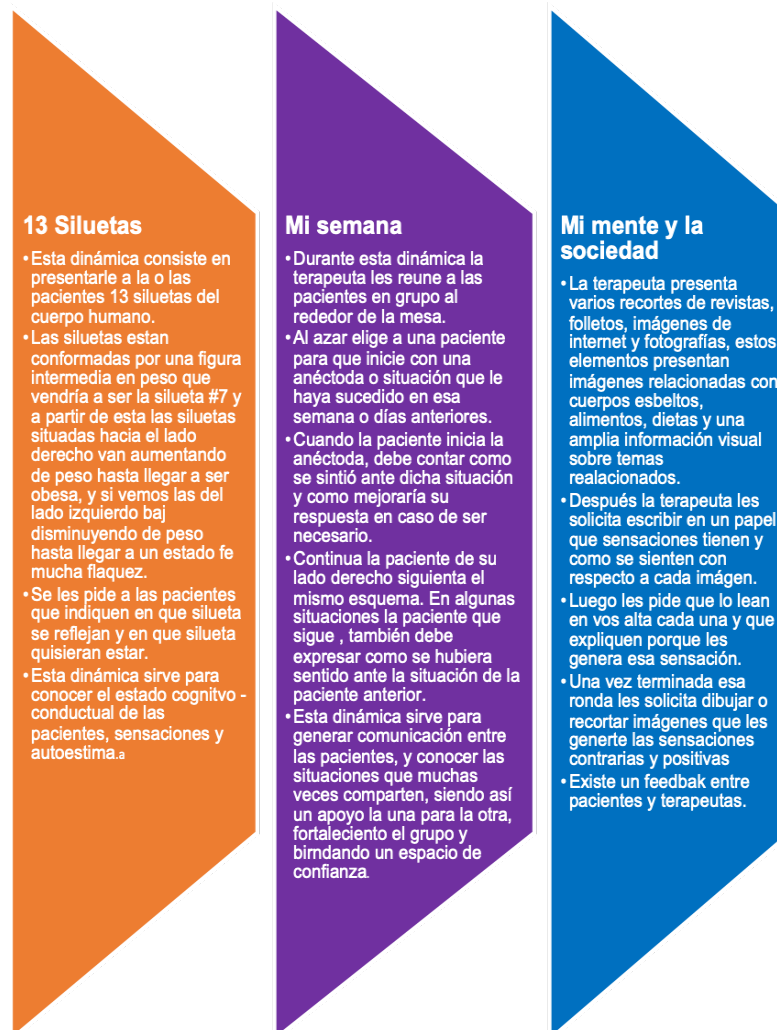 13 Siluetas
• Esta dinámica consiste en
presentarle a la o las
pacientes 13 siluetas del
cuerpo humano.
• Las siluetas estan
conformadas por una figura
intermedia en peso que
vendría a ser la silueta #7 y
a partir de esta las siluetas
situadas hacia el lado
derecho van aumentando
de peso hasta llegar a ser
obesa, y si vemos las del
lado izquierdo baj
disminuyendo de peso
hasta llegar a un estado fe
mucha flaquez.
• Se les pide a las pacientes
que indiquen en que silueta
se reflejan y en que silueta
quisieran estar.
• Esta dinámica sirve para
conocer el estado cognitvo -
conductual de las
pacientes, sensaciones y
autoestima.a
Mi semana
• Durante esta dinámica la
terapeuta les reune a las
pacientes en grupo al
rededor de la mesa.
• Al azar elige a una paciente
para que inicie con una
anéctoda o situación que le
haya sucedido en esa
semana o días anteriores.
• Cuando la paciente inicia la
anéctoda, debe contar como
se sintió ante dicha situación
y como mejoraría su
respuesta en caso de ser
necesario.
• Continua la paciente de su
lado derecho siguienta el
mismo esquema. En algunas
situaciones la paciente que
sigue , también debe
expresar como se hubiera
sentido ante la situación de la
paciente anterior.
• Esta dinámica sirve para
generar comunicación entre
las pacientes, y conocer las
situaciones que muchas
veces comparten, siendo así
un apoyo la una para la otra,
fortaleciento el grupo y
birndando un espacio de
confianza.
Mi mente y la
sociedad
• La terapeuta presenta
varios recortes de revistas,
folletos, imágenes de
internet y fotografías, estos
elementos presentan
imágenes relacionadas con
cuerpos esbeltos,
alimentos, dietas y una
amplia información visual
sobre temas
realacionados.
• Después la terapeuta les
solicita escribir en un papel
que sensaciones tienen y
como se sienten con
respecto a cada imágen.
• Luego les pide que lo lean
en vos alta cada una y que
expliquen porque les
genera esa sensación.
• Una vez terminada esa
ronda les solicita dibujar o
recortar imágenes que les
generte las sensaciones
contrarias y positivas
• Existe un feedbak entre
pacientes y terapeutas.